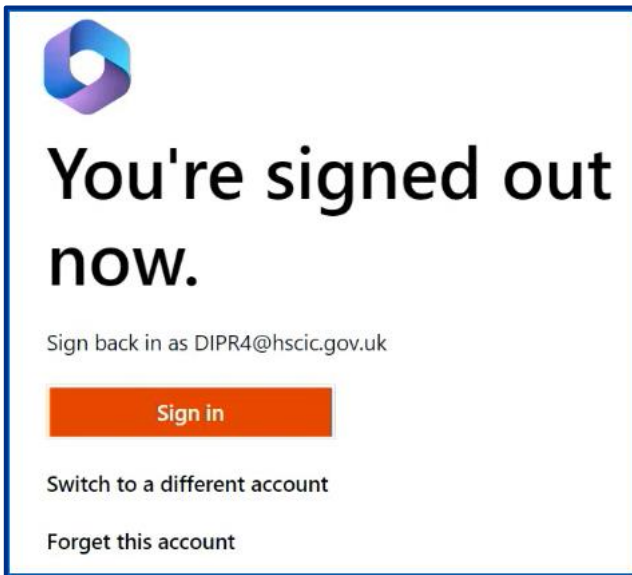 You're signed out
now.
Sign back in as DIPR4@hscic.gov.uk
Sign in
Switch to a different account
Forget this account